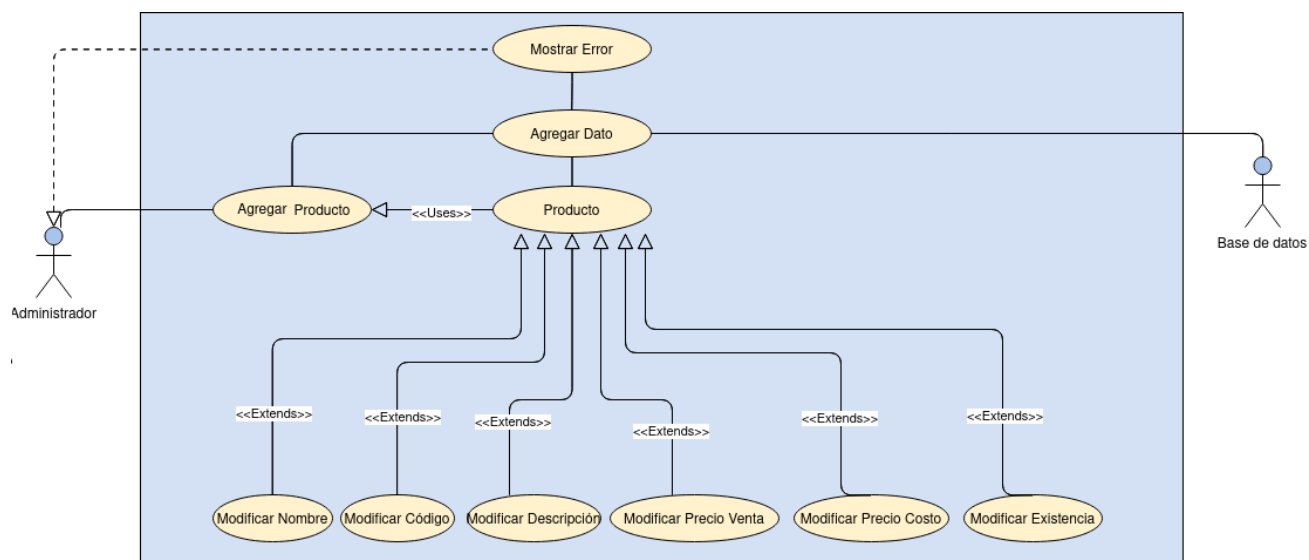 Mostrar Error
Agregar Dato
Agregar Producto
<<Uses>>
Producto
Base de datos
Administrador
<<Extends>>
<<Extends>>
<<Extends>>
<<Extends>>
<<Extends>>
<<Extends>>
Modificar Nombre
Modificar Código
Modificar Descripción
Modificar Precio Venta
Modificar Precio Costo
Modificar Existencia